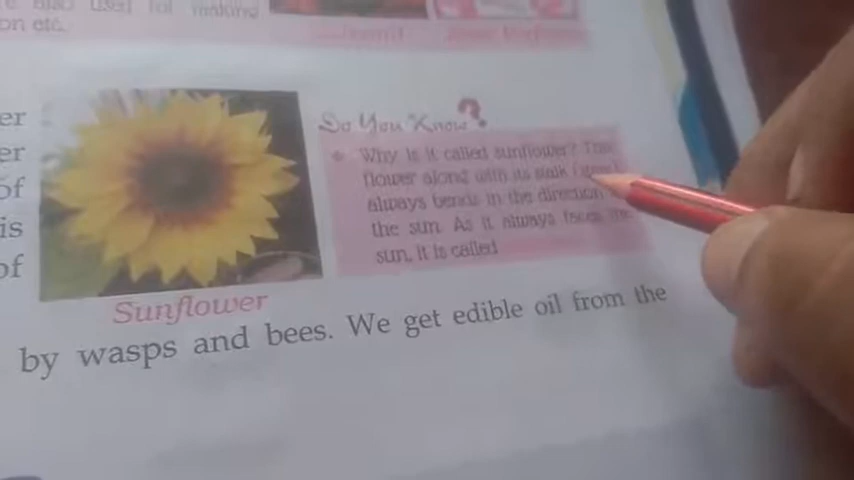 also used for making
on etc.
er
er
of
is
of
Do You Know?
Why is it called sunflower? This
flower along with its stalk (stem)
always bends in the direction
the sun. As it always faces the
sun, it is called
Sunflower
by wasps and bees. We get edible oil from the